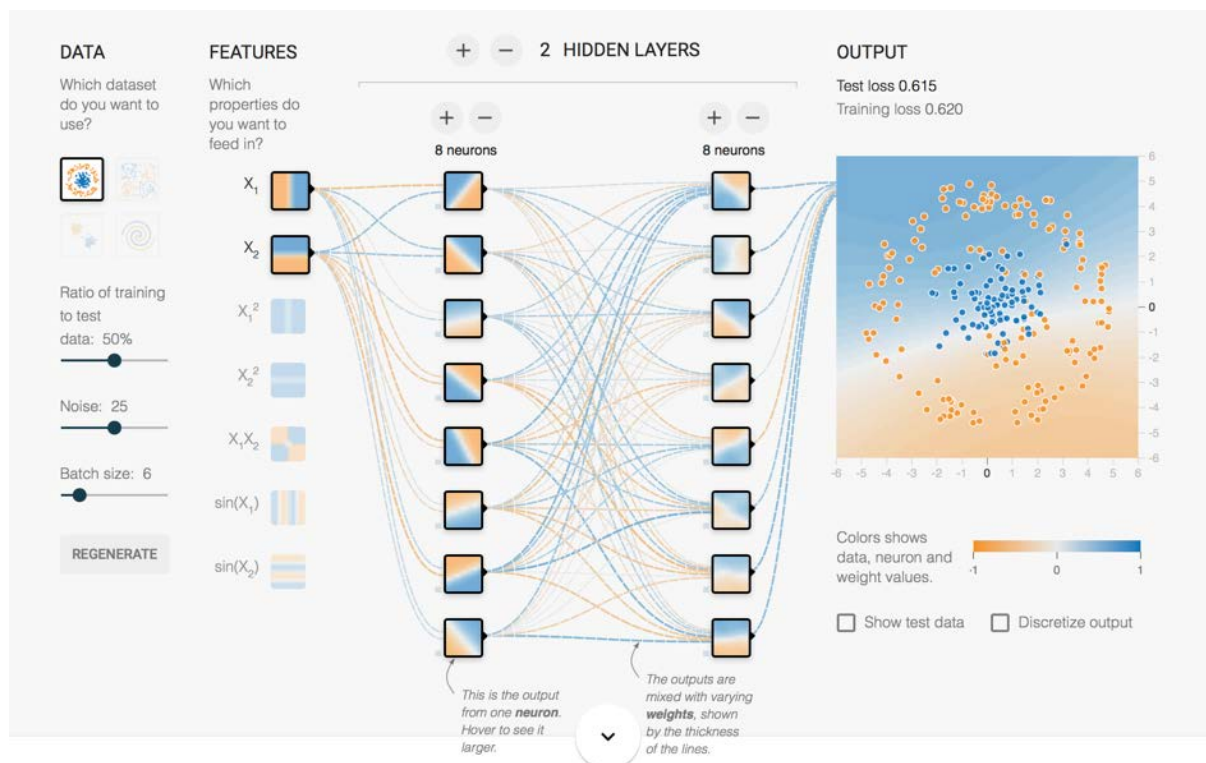 DATA
Which dataset
do you want to
use?
Ratio of training
to test
data: 50%
Noise: 25
Batch size: 6
REGENERATE
FEATURES
Which
properties do
you want to
feed in?
X₁
X₂
X₁²
X₂²
X₁X₂
sin(X₁)
sin(X₂)
+ − 2 HIDDEN LAYERS
+ −
8 neurons
+ −
8 neurons
This is the output
from one neuron.
Hover to see it
larger.
The outputs are
mixed with varying
weights, shown
by the thickness
of the lines.
OUTPUT
Test loss 0.615
Training loss 0.620
6
5
4
3
2
1
0
-1
-2
-3
-4
-5
-6
-6 -5 -4 -3 -2 -1 0 1 2 3 4 5 6
Colors shows
data, neuron and
weight values.
-1 0 1
Show test data
Discretize output